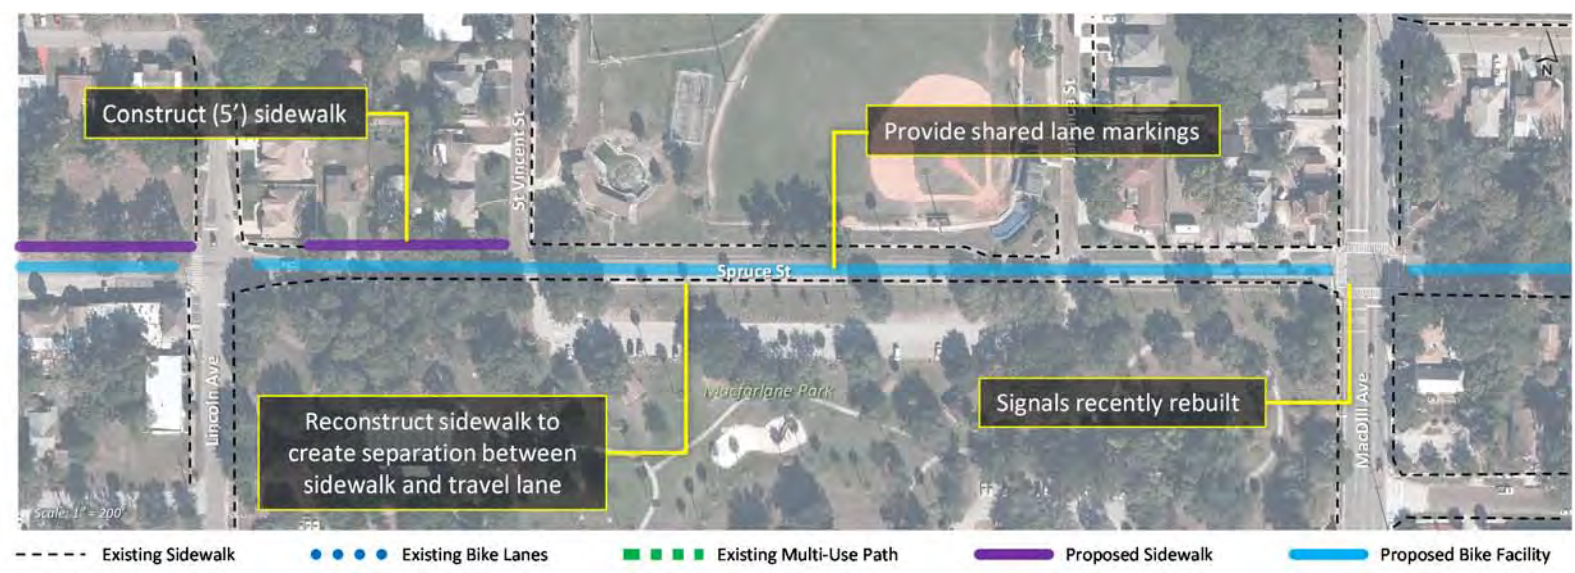 Construct (5') sidewalk
St Vincent St
Provide shared lane markings
St
N
Spruce St
Lincoln Ave
Macfarlane Park
Reconstruct sidewalk to
create separation between
sidewalk and travel lane
Signals recently rebuilt
MacDill Ave
Scale: 1" = 200'
Existing Sidewalk
Existing Bike Lanes
Existing Multi-Use Path
Proposed Sidewalk
Proposed Bike Facility